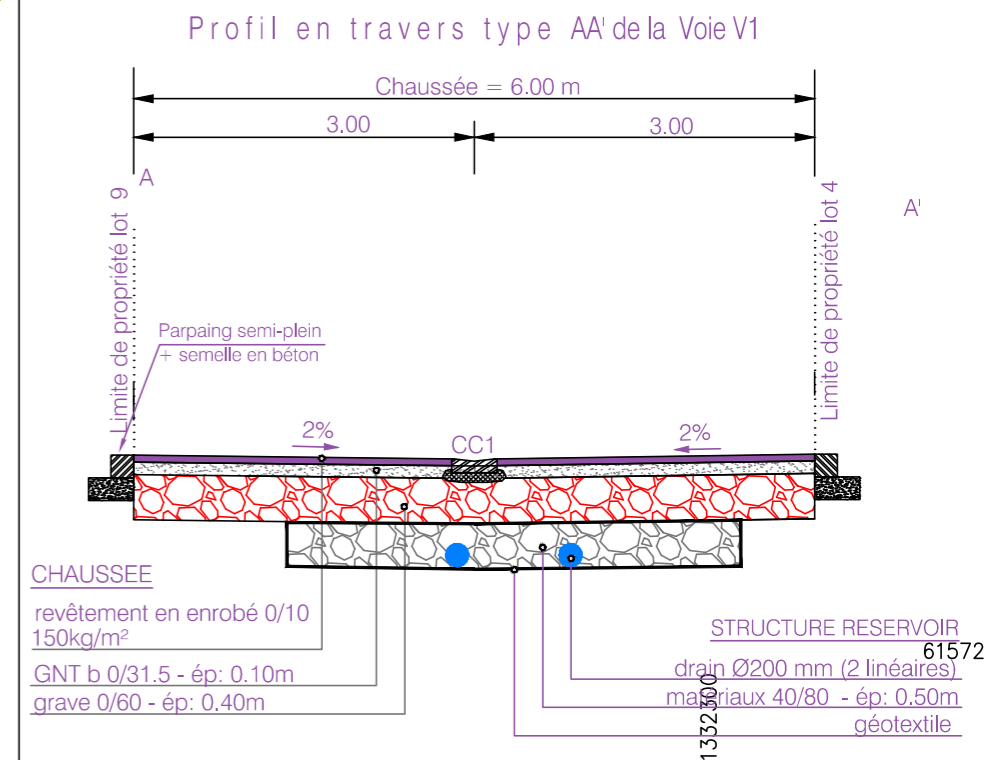 Profil en travers type AA' de la Voie V1
Chaussée = 6.00 m
3.00
3.00
A
A'
Limite de propriété lot 9
Limite de propriété lot 4
Parpaing semi-plein
+ semelle en béton
2%
CC1
2%
CHAUSSEE
revêtement en enrobé 0/10
150kg/m²
GNT b 0/31.5 - ép: 0.10m
grave 0/60 - ép: 0.40m
STRUCTURE RESERVOIR
61572
drain Ø200 mm (2 linéaires)
matériaux 40/80 - ép: 0.50m
géotextile
1332300